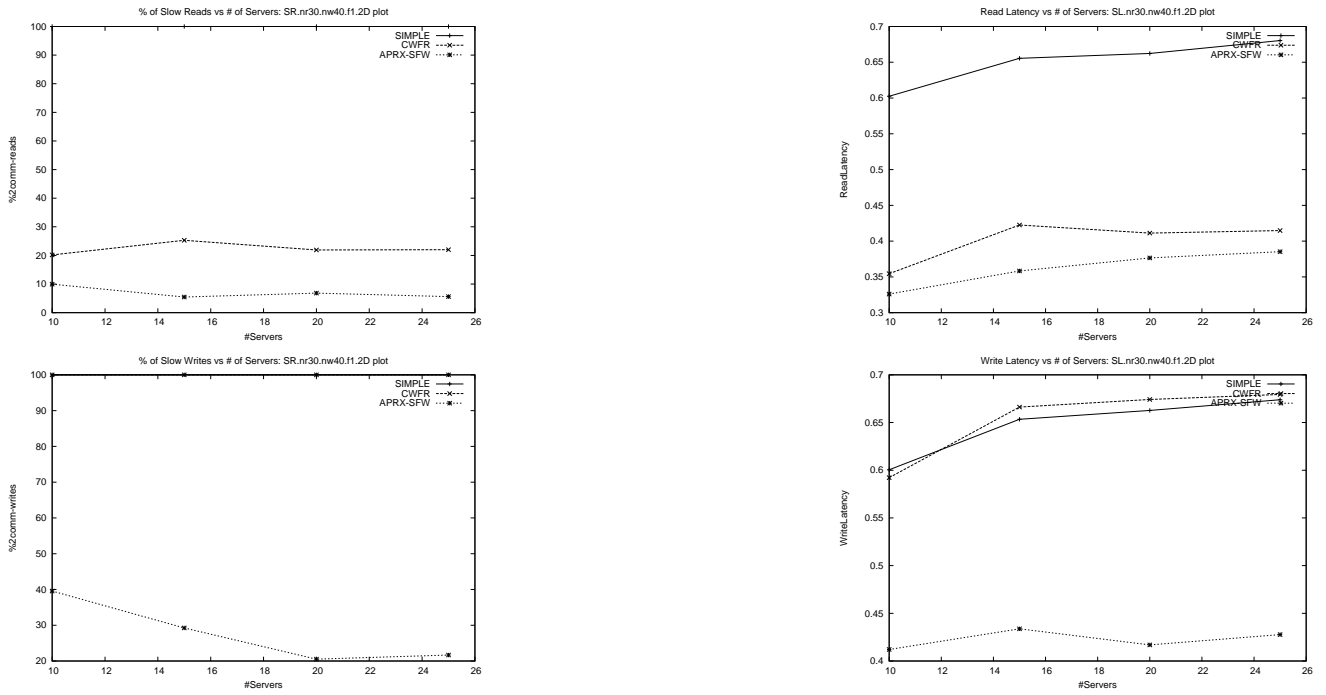 % of Slow Reads vs # of Servers: SR.nr30.nw40.f1.2D plot
100
90
80
70
60
50
40
30
20
10
0
%2comm-reads
SIMPLE
CWFR
APRX-SFW
10 12 14 16 18 20 22 24 26
#Servers
Read Latency vs # of Servers: SL.nr30.nw40.f1.2D plot
0.7
0.65
0.6
0.55
0.5
0.45
0.4
0.35
0.3
ReadLatency
SIMPLE
CWFR
APRX-SFW
10 12 14 16 18 20 22 24 26
#Servers
% of Slow Writes vs # of Servers: SR.nr30.nw40.f1.2D plot
100
90
80
70
60
50
40
30
20
%2comm-writes
SIMPLE
CWFR
APRX-SFW
10 12 14 16 18 20 22 24 26
#Servers
Write Latency vs # of Servers: SL.nr30.nw40.f1.2D plot
0.7
0.65
0.6
0.55
0.5
0.45
0.4
WriteLatency
SIMPLE
CWFR
APRX-SFW
10 12 14 16 18 20 22 24 26
#Servers